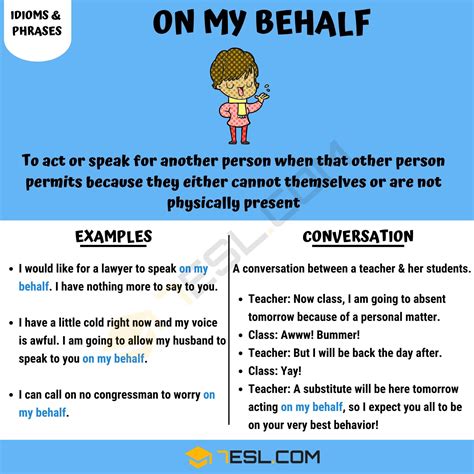 IDIOMS &
PHRASES
ON MY BEHALF
To act or speak for another person when that other person
permits because they either cannot themselves or are not
physically present
EXAMPLES
• I would like for a lawyer to speak on my
behalf. I have nothing more to say to you.
• I have a little cold right now and my voice
is awful. I am going to allow my husband to
speak to you on my behalf.
• I can call on no congressman to worry on
my behalf.
CONVERSATION
A conversation between a teacher & her students.
• Teacher: Now class, I am going to absent
tomorrow because of a personal matter.
• Class: Awww! Bummer!
• Teacher: But I will be back the day after.
• Class: Yay!
• Teacher: A substitute will be here tomorrow
acting on my behalf, so I expect you all to be
on your very best behavior!
7ESL.COM
7ESL.COM